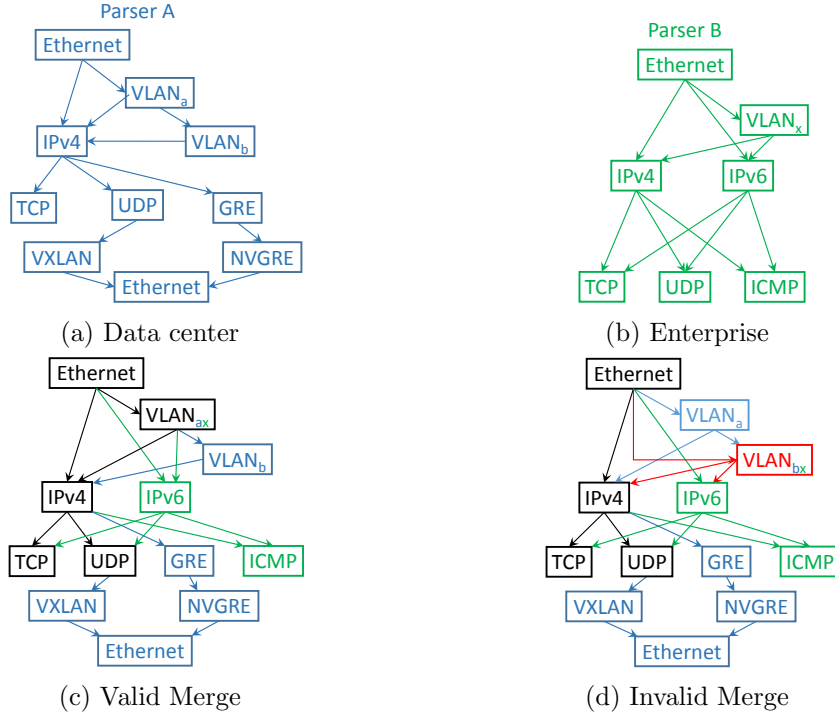 Parser A
Ethernet
VLANa
IPv4
VLANb
TCP
UDP
GRE
VXLAN
NVGRE
Ethernet
(a) Data center
Parser B
Ethernet
VLANx
IPv4
IPv6
TCP
UDP
ICMP
(b) Enterprise
Ethernet
VLANax
VLANb
IPv4
IPv6
TCP
UDP
GRE
ICMP
VXLAN
NVGRE
Ethernet
(c) Valid Merge
Ethernet
VLANa
VLANbx
IPv4
IPv6
TCP
UDP
GRE
ICMP
VXLAN
NVGRE
Ethernet
(d) Invalid Merge